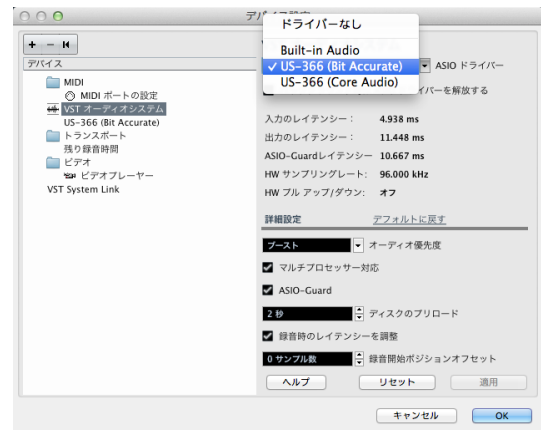 ドライバーなし
Built-in Audio
US-366 (Bit Accurate)
US-366 (Core Audio)
ASIO ドライバー
デバイス
MIDI
MIDI ポートの設定
VST オーディオシステム
US-366 (Bit Accurate)
トランスポート
残り録音時間
ビデオ
ビデオプレーヤー
VST System Link
イバーを解放する
入力のレイテンシー： 4.938 ms
出力のレイテンシー： 11.448 ms
ASIO-Guardレイテンシー 10.667 ms
HW サンプリングレート： 96.000 kHz
HW プル アップ/ダウン： オフ
詳細設定 デフォルトに戻す
ブースト オーディオ優先度
マルチプロセッサー対応
ASIO-Guard
2 秒 ディスクのプリロード
録音時のレイテンシーを調整
0 サンプル数 録音開始ポジションオフセット
ヘルプ リセット 適用
キャンセル OK